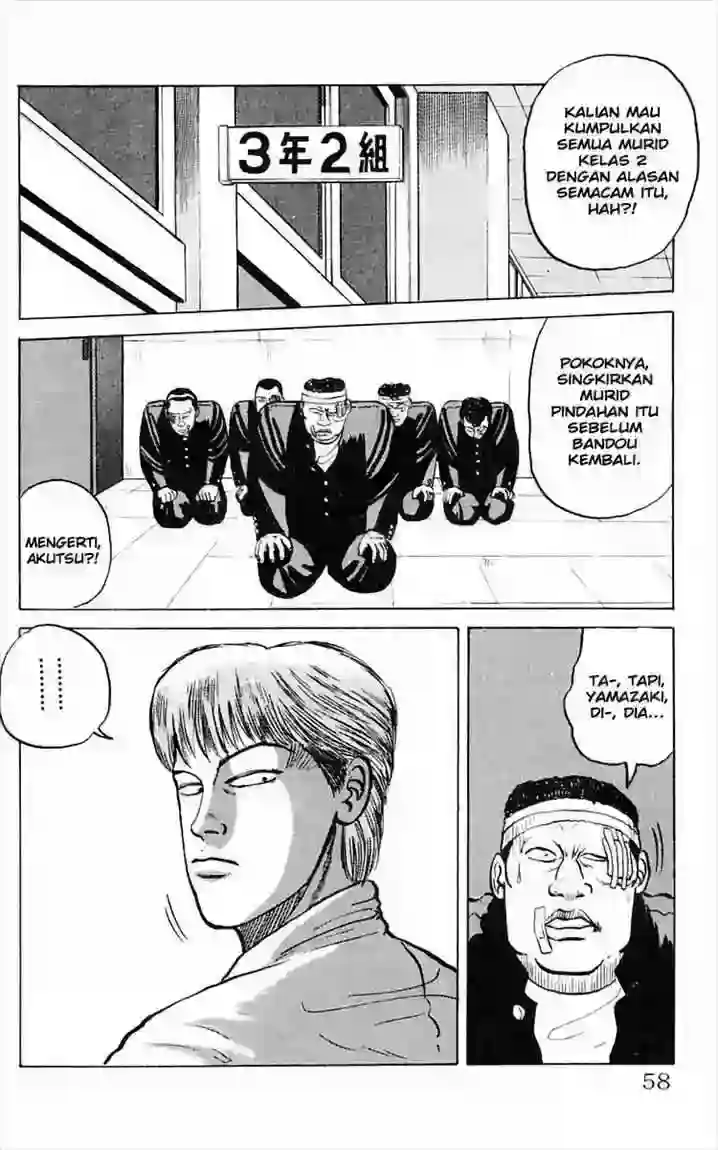 3年2組
KALIAN MAU
KUMPULKAN
SEMUA MURID
KELAS 2
DENGAN ALASAN
SEMACAM ITU,
HAH?!
POKOKNYA,
SINGKIRKAN
MURID
PINDAHAN ITU
SEBELUM
BANDOU
KEMBALI.
MENGERTI,
AKUTSU?!
TA-, TAPI,
YAMAZAKI,
DI-, DIA...
......
......
58